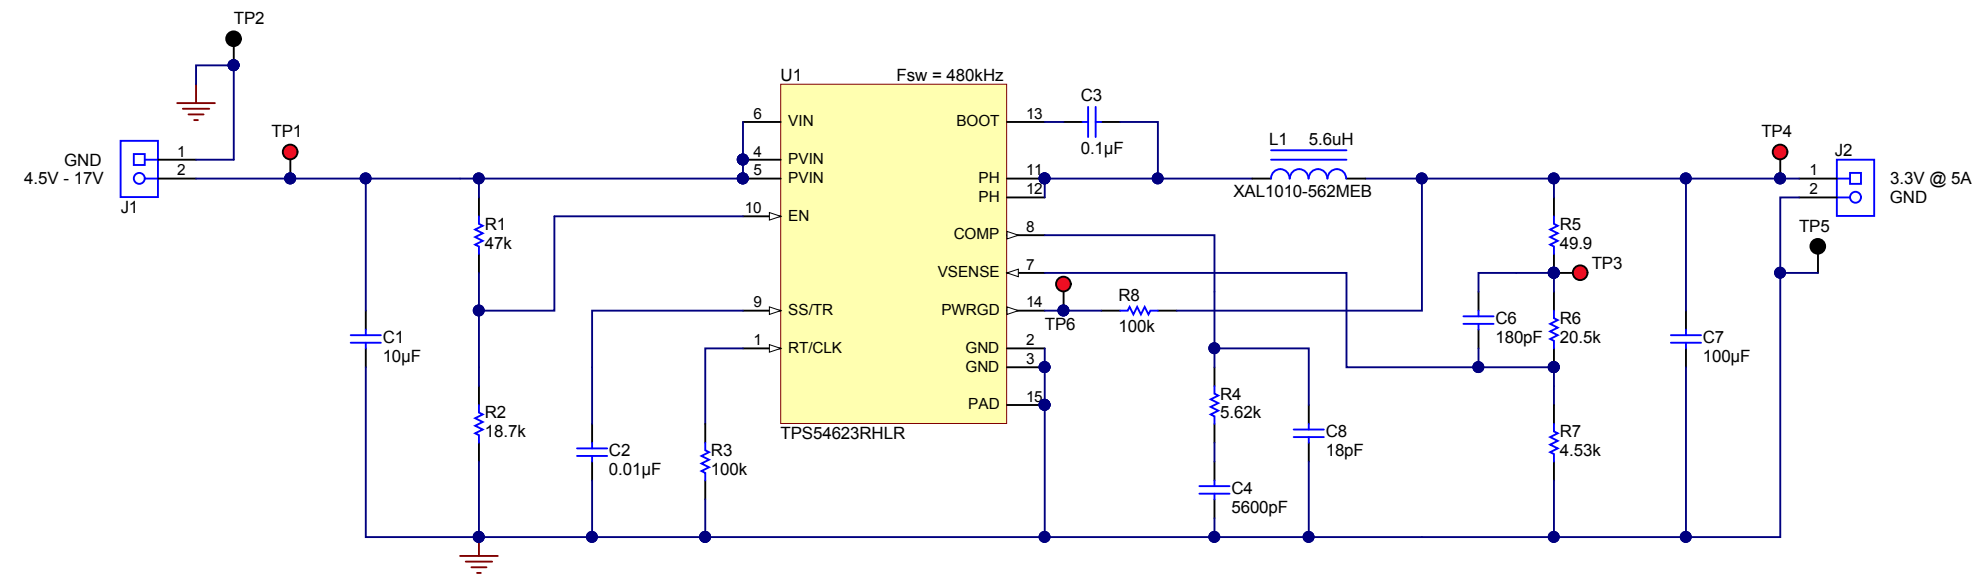 TP2
GND
4.5V - 17V
J1
1
2
TP1
R1
47k
R2
18.7k
C1
10µF
C2
0.01µF
R3
100k
U1
Fsw = 480kHz
6
VIN
4
PVIN
5
PVIN
10
EN
9
SS/TR
1
RT/CLK
BOOT
13
PH
11
PH
12
COMP
8
VSENSE
7
PWRGD
14
GND
2
GND
3
PAD
15
TPS54623RHLR
C3
0.1µF
L1 5.6uH
XAL1010-562MEB
TP6
R8
100k
R4
5.62k
C4
5600pF
C8
18pF
C6
180pF
R5
49.9
TP3
R6
20.5k
R7
4.53k
C7
100µF
TP4
J2
1
2
3.3V @ 5A
GND
TP5